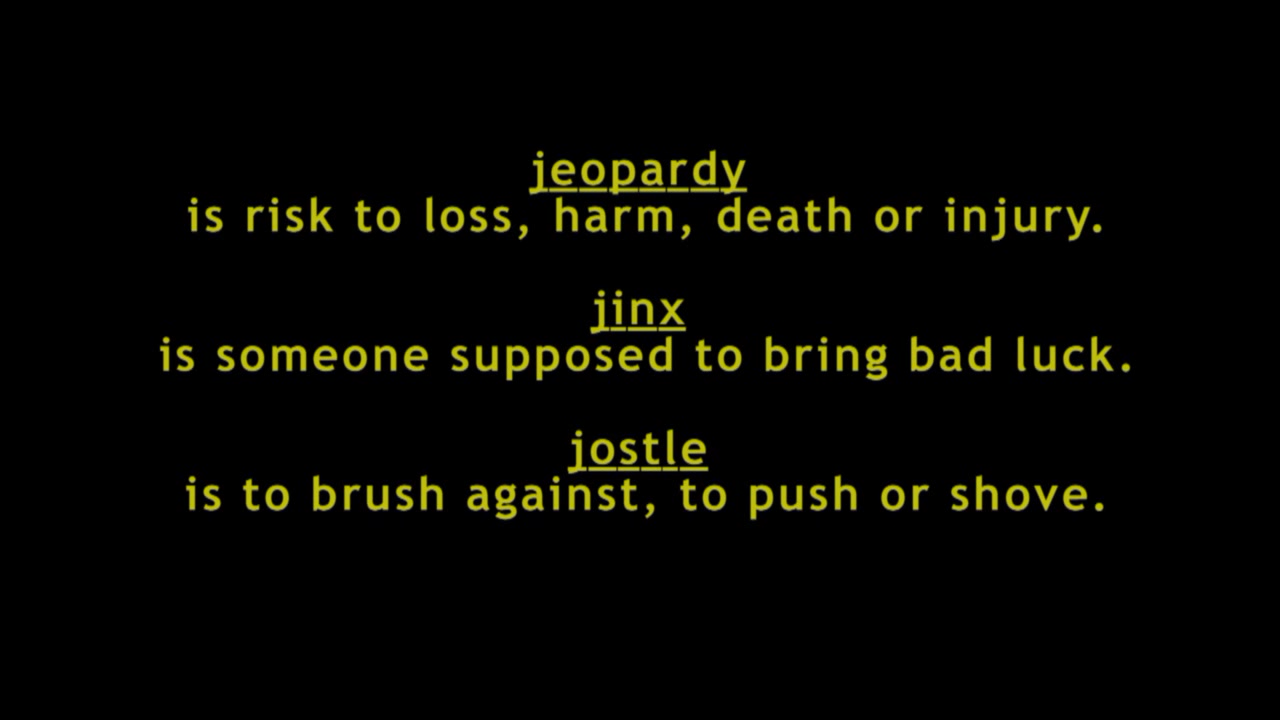 jeopardy
is risk to loss, harm, death or injury.
jinx
is someone supposed to bring bad luck.
jostle
is to brush against, to push or shove.